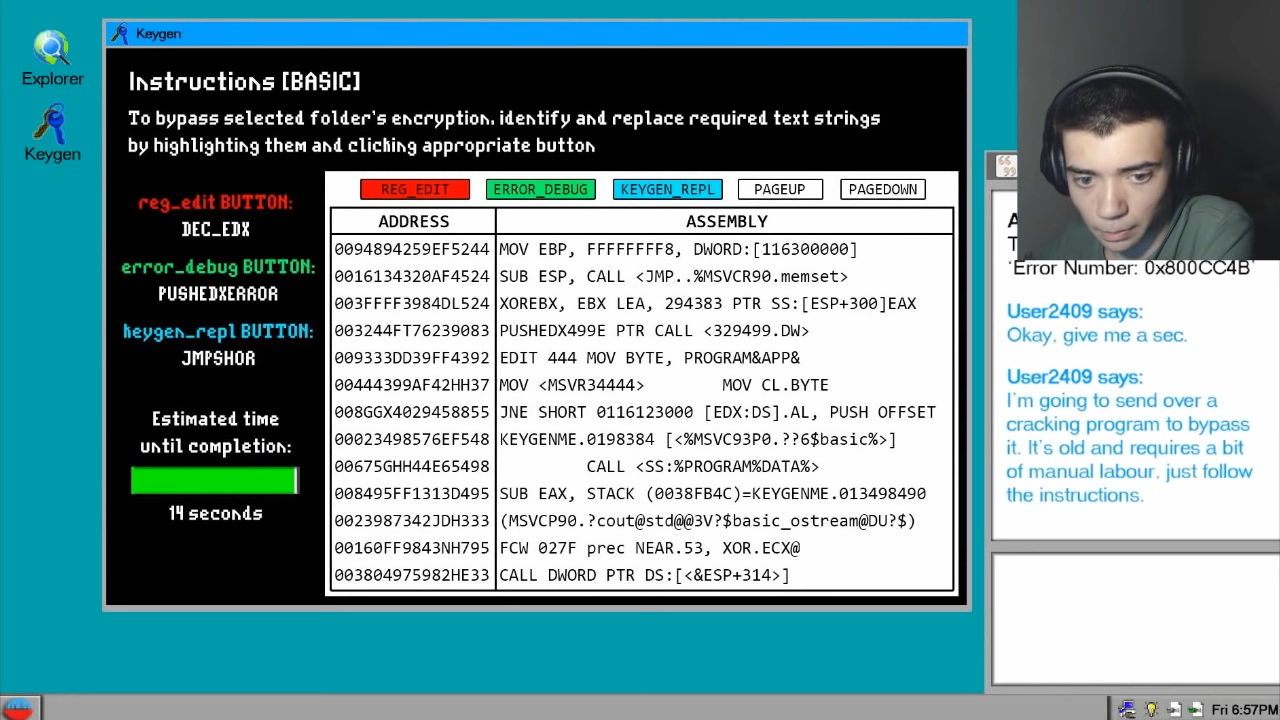 Explorer
Keygen
Keygen
Instructions [BASIC]
To bypass selected folder's encryption, identify and replace required text strings
by highlighting them and clicking appropriate button
reg_edit BUTTON:
DEC_EDX
error_debug BUTTON:
PUSHEDXERROR
keygen_repl BUTTON:
JMPSHOR
Estimated time
until completion:
14 seconds
REG_EDIT ERROR_DEBUG KEYGEN_REPL PAGEUP PAGEDOWN
ADDRESS ASSEMBLY
0094894259EF5244 MOV EBP, FFFFFFFF8, DWORD:[116300000]
0016134320AF4524 SUB ESP, CALL <JMP..%MSVCR90.memset>
003FFFF3984DL524 XOREBX, EBX LEA, 294383 PTR SS:[ESP+300]EAX
003244FT76239083 PUSHEDX499E PTR CALL <329499.DW>
009333DD39FF4392 EDIT 444 MOV BYTE, PROGRAM&APP&
00444399AF42HH37 MOV <MSVR34444> MOV CL.BYTE
008GGX4029458855 JNE SHORT 0116123000 [EDX:DS].AL, PUSH OFFSET
00023498576EF548 KEYGENME.0198384 [<%MSVC93P0.??6$basic%>]
00675GHH44E65498 CALL <SS:%PROGRAM%DATA%>
008495FF1313D495 SUB EAX, STACK (0038FB4C)=KEYGENME.013498490
0023987342JDH333 (MSVCP90.?cout@std@@3V?$basic_ostream@DU?$)
00160FF9843NH795 FCW 027F prec NEAR.53, XOR.ECX@
003804975982HE33 CALL DWORD PTR DS:[<&ESP+314>]
'Error Number: 0x800CC4B'
User2409 says:
Okay, give me a sec.
User2409 says:
I'm going to send over a
cracking program to bypass
it. It's old and requires a bit
of manual labour, just follow
the instructions.
Fri 6:57PM